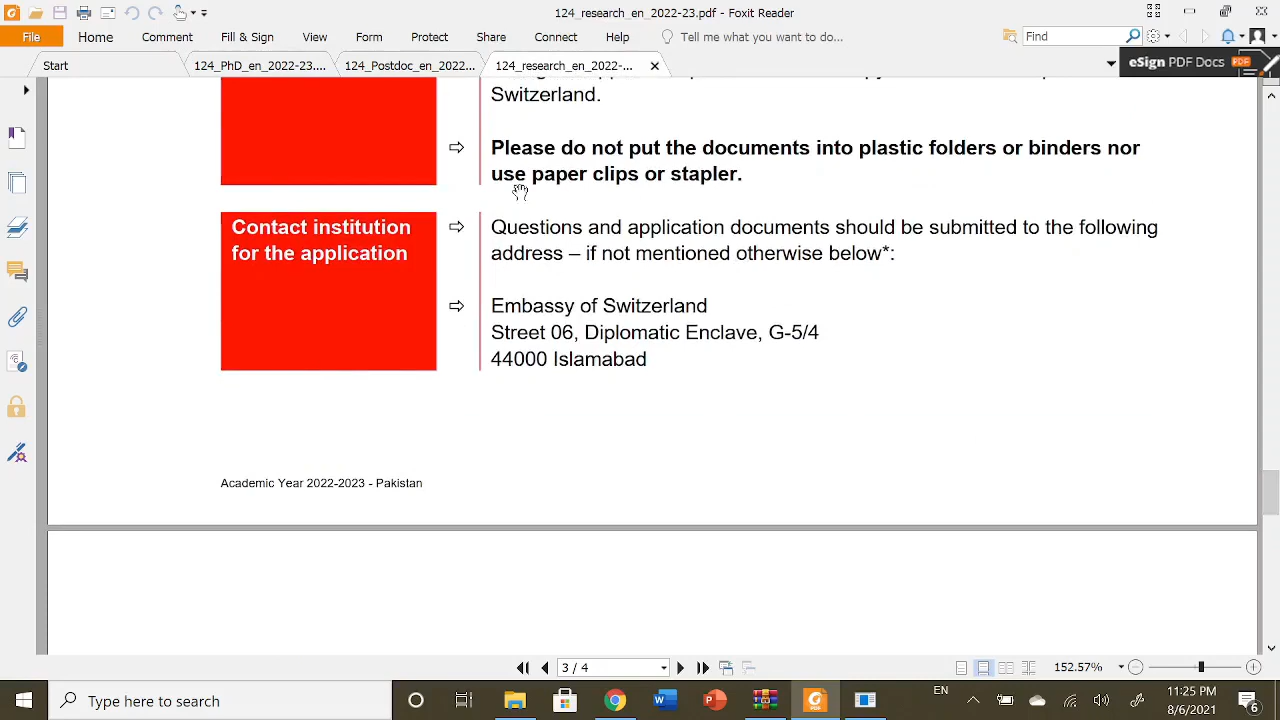 124_research_en_2022-23.pdf - Foxit Reader
File Home Comment Fill & Sign View Form Protect Share Connect Help Tell me what you want to do... Find
Start 124_PhD_en_2022-23.... 124_Postdoc_en_2022... 124_research_en_2022-... eSign PDF Docs PDF
Switzerland.
⇨ Please do not put the documents into plastic folders or binders nor
use paper clips or stapler.
Contact institution
for the application
⇨ Questions and application documents should be submitted to the following
address – if not mentioned otherwise below*:
⇨ Embassy of Switzerland
Street 06, Diplomatic Enclave, G-5/4
44000 Islamabad
Academic Year 2022-2023 - Pakistan
3 / 4 152.57%
Type here to search EN 11:25 PM
8/6/2021 6